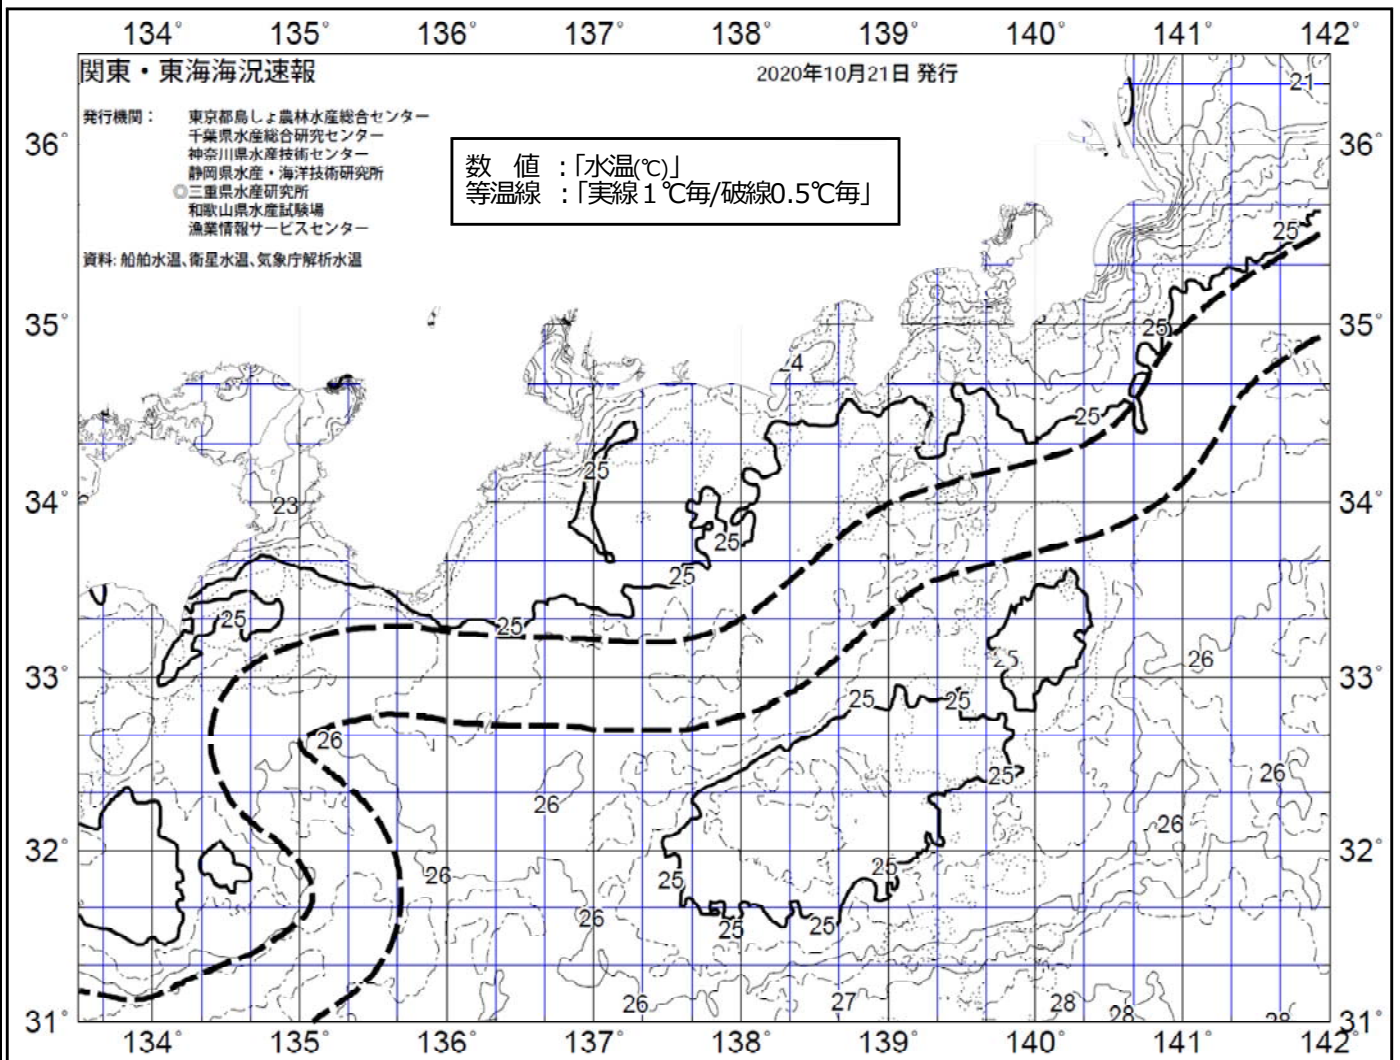 134° 135° 136° 137° 138° 139° 140° 141° 142°
関東・東海海況速報
2020年10月21日 発行
21
発行機関： 東京都島しょ農林水産総合センター
千葉県水産総合研究センター
36° 36°
神奈川県水産技術センター
静岡県水産・海洋技術研究所
◎三重県水産研究所
和歌山県水産試験場
漁業情報サービスセンター
数 値 ：「水温(℃)」
等温線 ：「実線１℃毎/破線0.5℃毎」
資料: 船舶水温、衛星水温、気象庁解析水温
25
35° 25 35°
24
25
25
23
34° 34°
25
25
25 25
26
25
33° 33°
25 25
26
25 26
26
26
32° 32°
26 25 25
26 25 25
26 27 28 28
31° 31°
134° 135° 136° 137° 138° 139° 140° 141° 142°